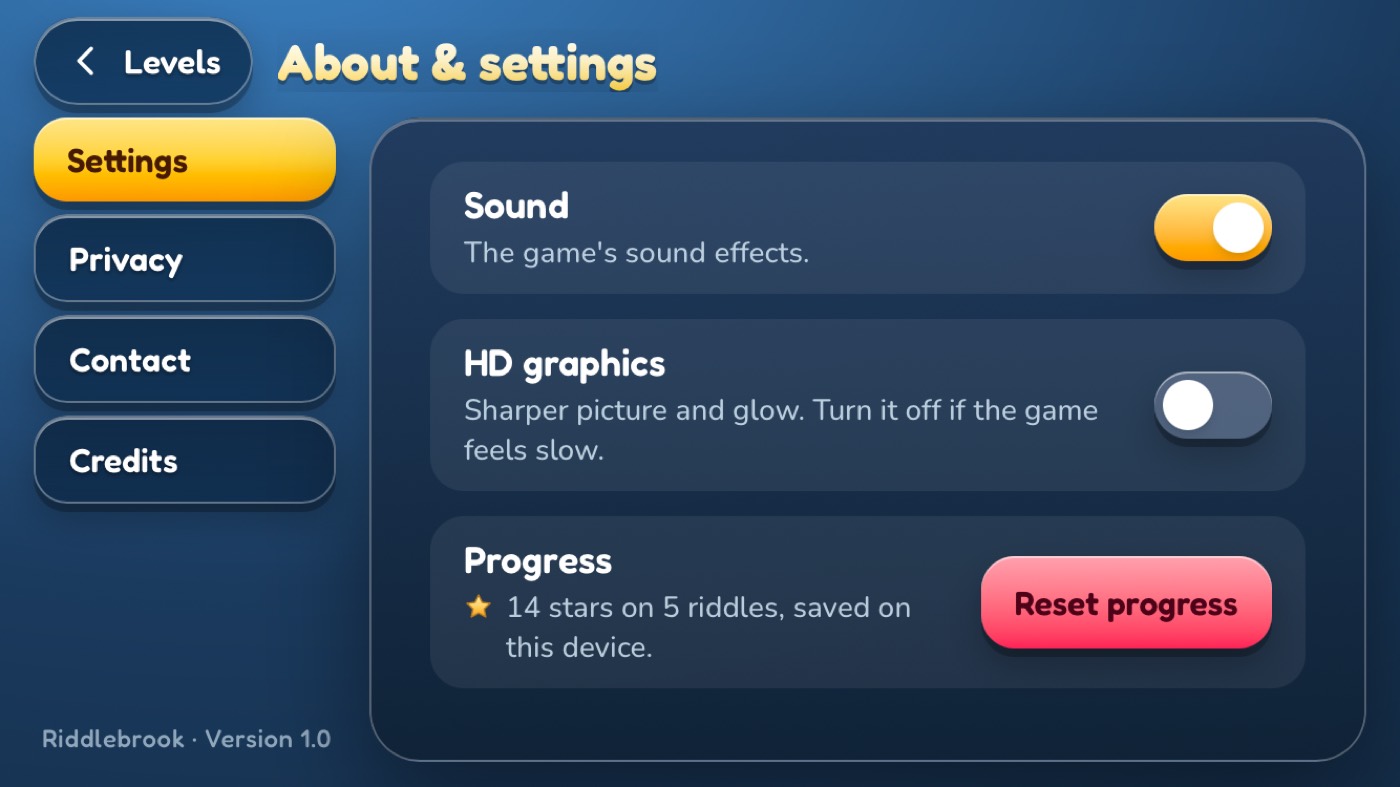 Levels
About & settings
Settings
Privacy
Contact
Credits
Sound
The game's sound effects.
HD graphics
Sharper picture and glow. Turn it off if the game
feels slow.
Progress
14 stars on 5 riddles, saved on
this device.
Reset progress
Riddlebrook · Version 1.0